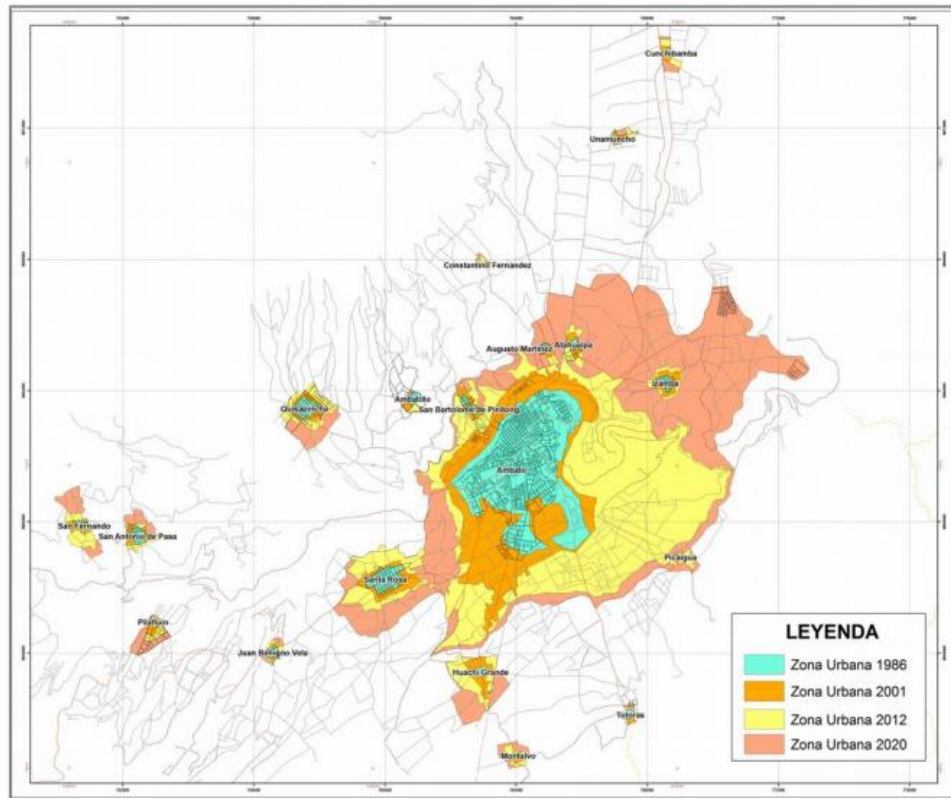 Cunchibamba
Unamuncho
Constantino Fernandez
Augusto Martinez
Atahualpa
Izamba
Quisapincha
Ambatillo
San Bartolome de Pinllong
Ambato
San Fernando
San Antonio de Pasa
Picaigua
Santa Rosa
Pilahuin
Juan Benigno Vela
Huachi Grande
Totoras
Montalvo
LEYENDA
Zona Urbana 1986
Zona Urbana 2001
Zona Urbana 2012
Zona Urbana 2020